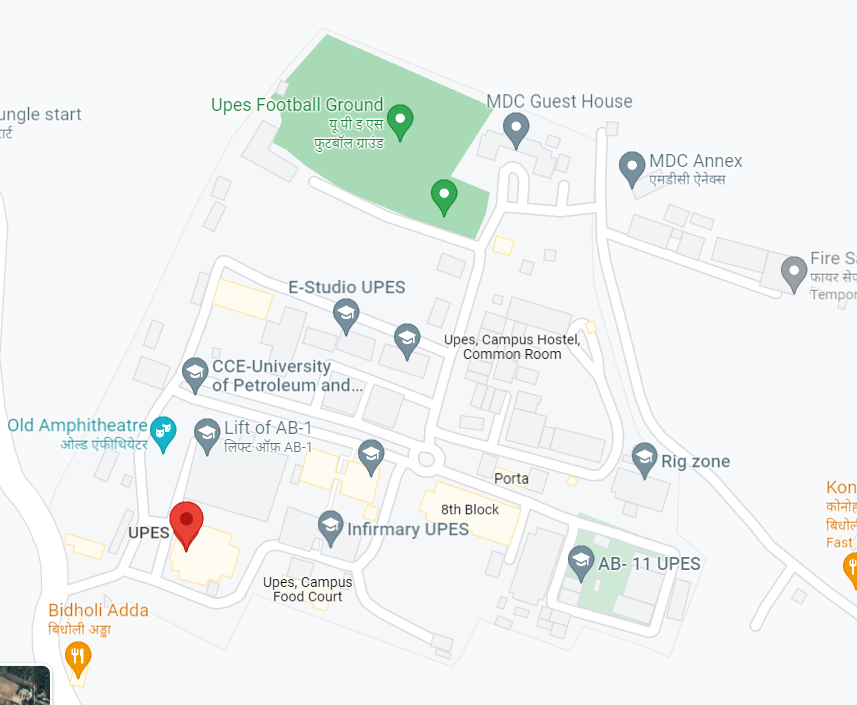 Upes Football Ground
यू पी इ एस
फुटबॉल ग्राउंड
MDC Guest House
ungle start
ार्ट
MDC Annex
एमडीसी ऐनेक्स
Fire Sa
फायर सेप
Tempor
E-Studio UPES
Upes, Campus Hostel,
Common Room
CCE-University
of Petroleum and...
Old Amphitheatre
ओल्ड एंफीथियेटर
Lift of AB-1
लिफ्ट ऑफ़ AB-1
Rig zone
Porta
8th Block
Kon
बिधोली
Fast
UPES
Infirmary UPES
AB- 11 UPES
Upes, Campus
Food Court
Bidholi Adda
बिधोली अड्डा